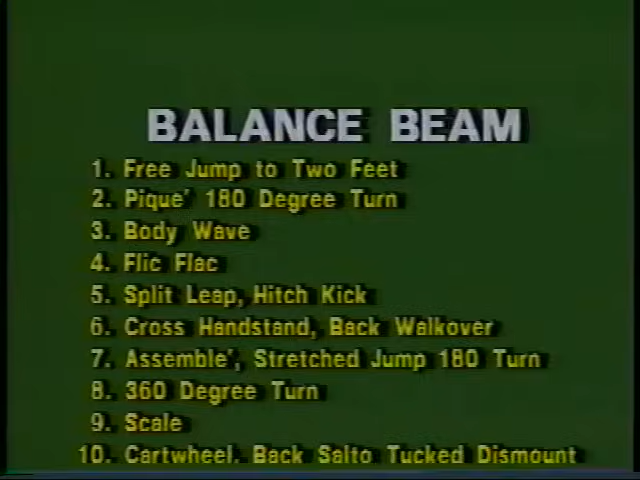 BALANCE BEAM
1. Free Jump to Two Feet
2. Pique' 180 Degree Turn
3. Body Wave
4. Flic Flac
5. Split Leap, Hitch Kick
6. Cross Handstand, Back Walkover
7. Assemble', Stretched Jump 180 Turn
8. 360 Degree Turn
9. Scale
10. Cartwheel, Back Salto Tucked Dismount